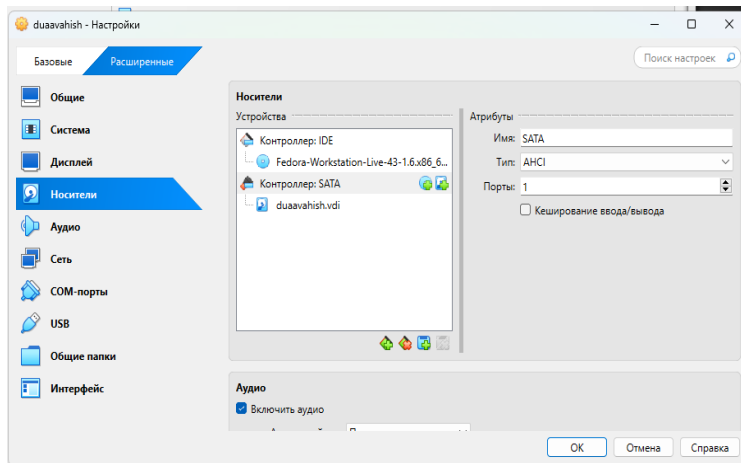 duaavahish - Настройки
Базовые
Расширенные
Поиск настроек
Общие
Система
Дисплей
Носители
Аудио
Сеть
COM-порты
USB
Общие папки
Интерфейс
Носители
Устройства
Контроллер: IDE
Fedora-Workstation-Live-43-1.6.x86_6...
Контроллер: SATA
duaavahish.vdi
Атрибуты
Имя: SATA
Тип: AHCI
Порты: 1
Кеширование ввода/вывода
Аудио
Включить аудио
OK
Отмена
Справка